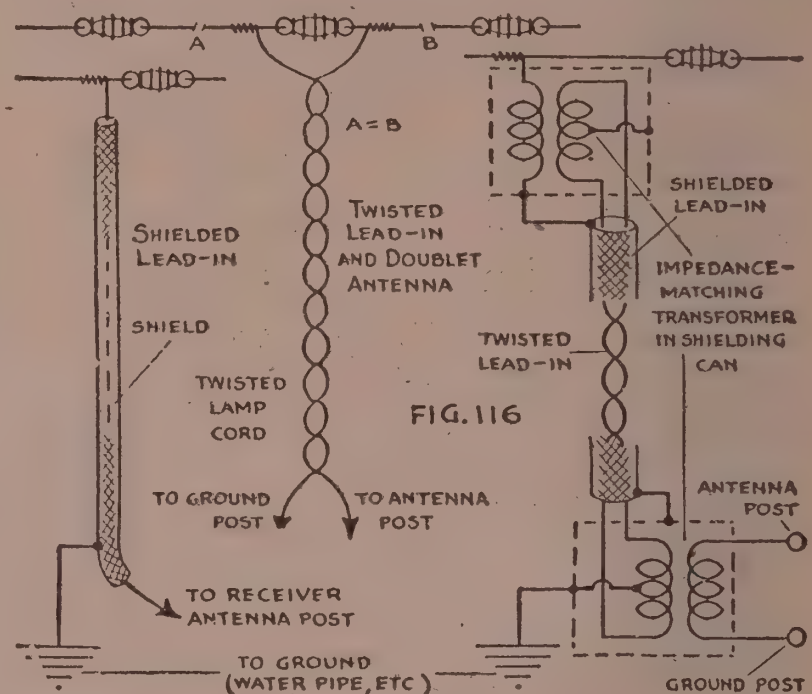 A
B
A=B
SHIELDED
LEAD-IN
SHIELD
TO RECEIVER
ANTENNA POST
TWISTED
LEAD-IN
AND DOUBLET
ANTENNA
TWISTED
LAMP
CORD
TO GROUND
POST
TO ANTENNA
POST
FIG. 116
SHIELDED
LEAD-IN
IMPEDANCE-
MATCHING
TRANSFORMER
IN SHIELDING
CAN
TWISTED
LEAD-IN
ANTENNA
POST
GROUND POST
TO GROUND
(WATER PIPE, ETC)